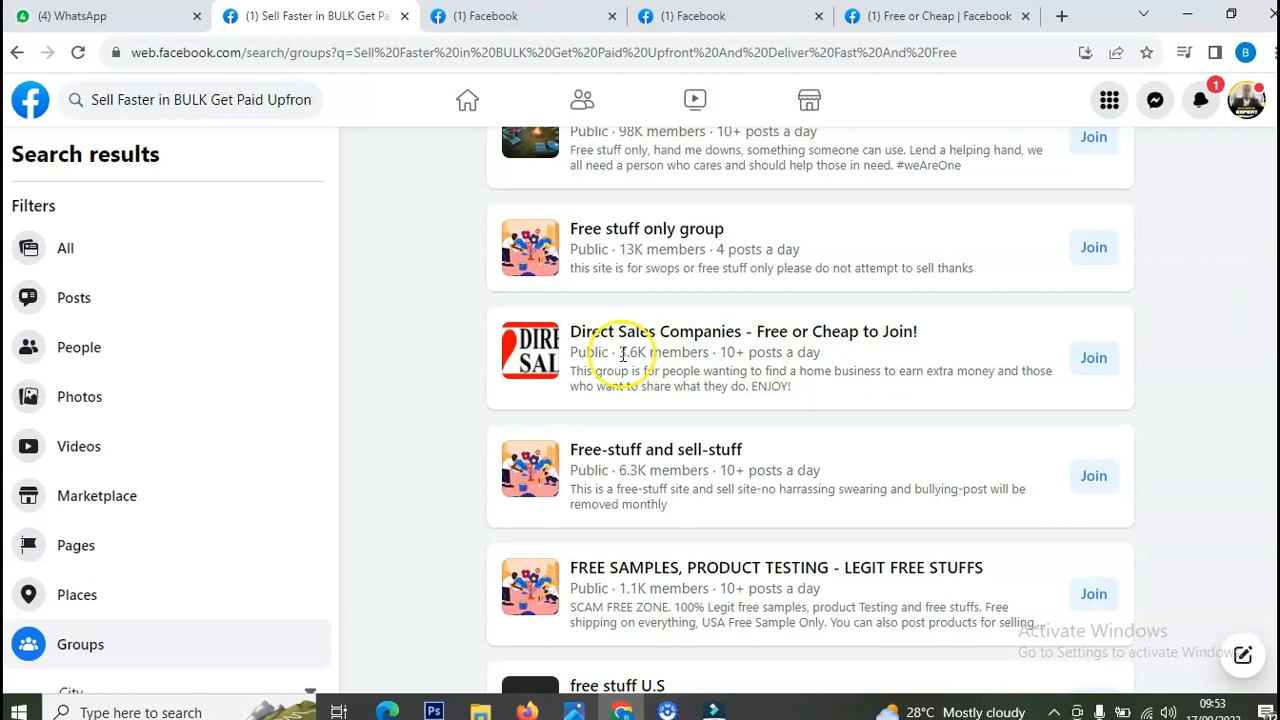 (4) WhatsApp
(1) Sell Faster in BULK Get Pa
(1) Facebook
(1) Facebook
(1) Free or Cheap | Facebook
web.facebook.com/search/groups?q=Sell%20Faster%20in%20BULK%20Get%20Paid%20Upfront%20And%20Deliver%20Fast%20And%20Free
B
Sell Faster in BULK Get Paid Upfron
1
Search results
Filters
All
Posts
People
Photos
Videos
Marketplace
Pages
Places
Groups
City
Public · 98K members · 10+ posts a day
Free stuff only, hand me downs, something someone can use. Lend a helping hand, we
all need a person who cares and should help those in need. #weAreOne
Join
Free stuff only group
Public · 13K members · 4 posts a day
this site is for swops or free stuff only please do not attempt to sell thanks
Join
DIRE
SAL
Direct Sales Companies - Free or Cheap to Join!
Public · 3.6K members · 10+ posts a day
This group is for people wanting to find a home business to earn extra money and those
who want to share what they do. ENJOY!
Join
Free-stuff and sell-stuff
Public · 6.3K members · 10+ posts a day
This is a free-stuff site and sell site-no harrassing swearing and bullying-post will be
removed monthly
Join
FREE SAMPLES, PRODUCT TESTING - LEGIT FREE STUFFS
Public · 1.1K members · 10+ posts a day
SCAM FREE ZONE. 100% Legit free samples, product Testing and free stuffs. Free
shipping on everything, USA Free Sample Only. You can also post products for selling...
Join
free stuff U.S
Activate Windows
Go to Settings to activate Windows
Type here to search
Ps
28°C Mostly cloudy
09:53